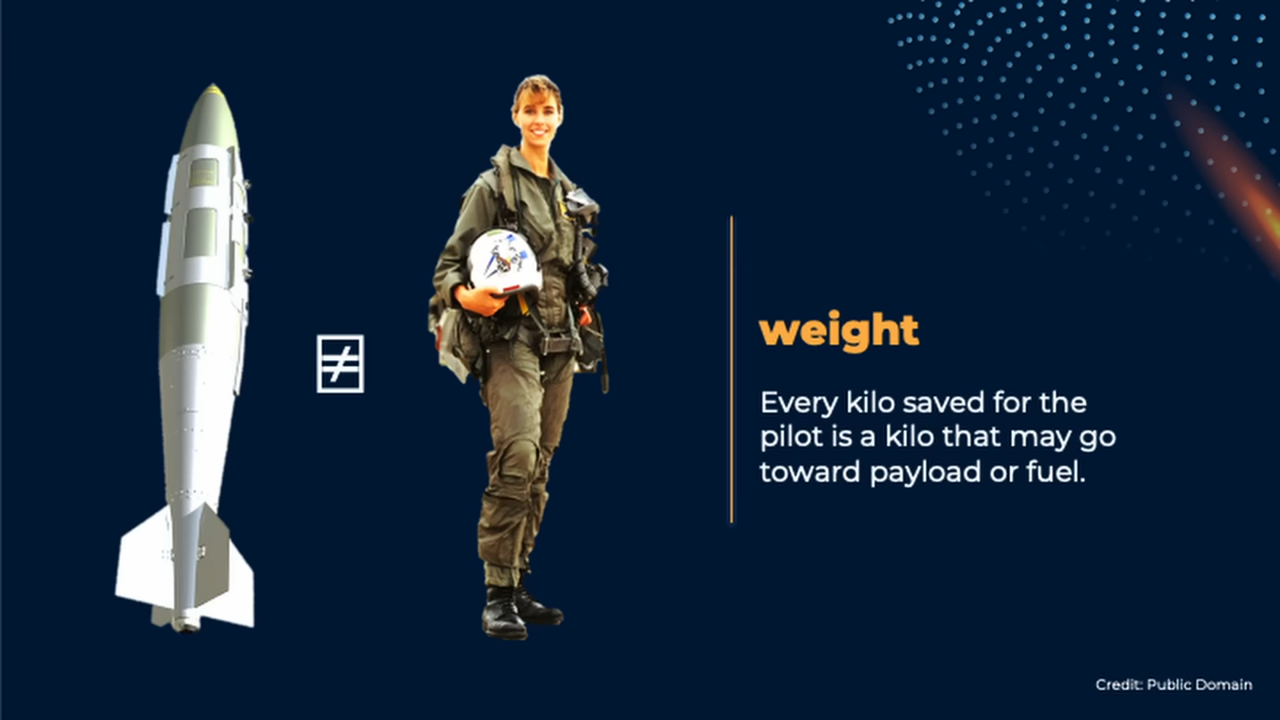 ≠
weight
Every kilo saved for the
pilot is a kilo that may go
toward payload or fuel.
Credit: Public Domain